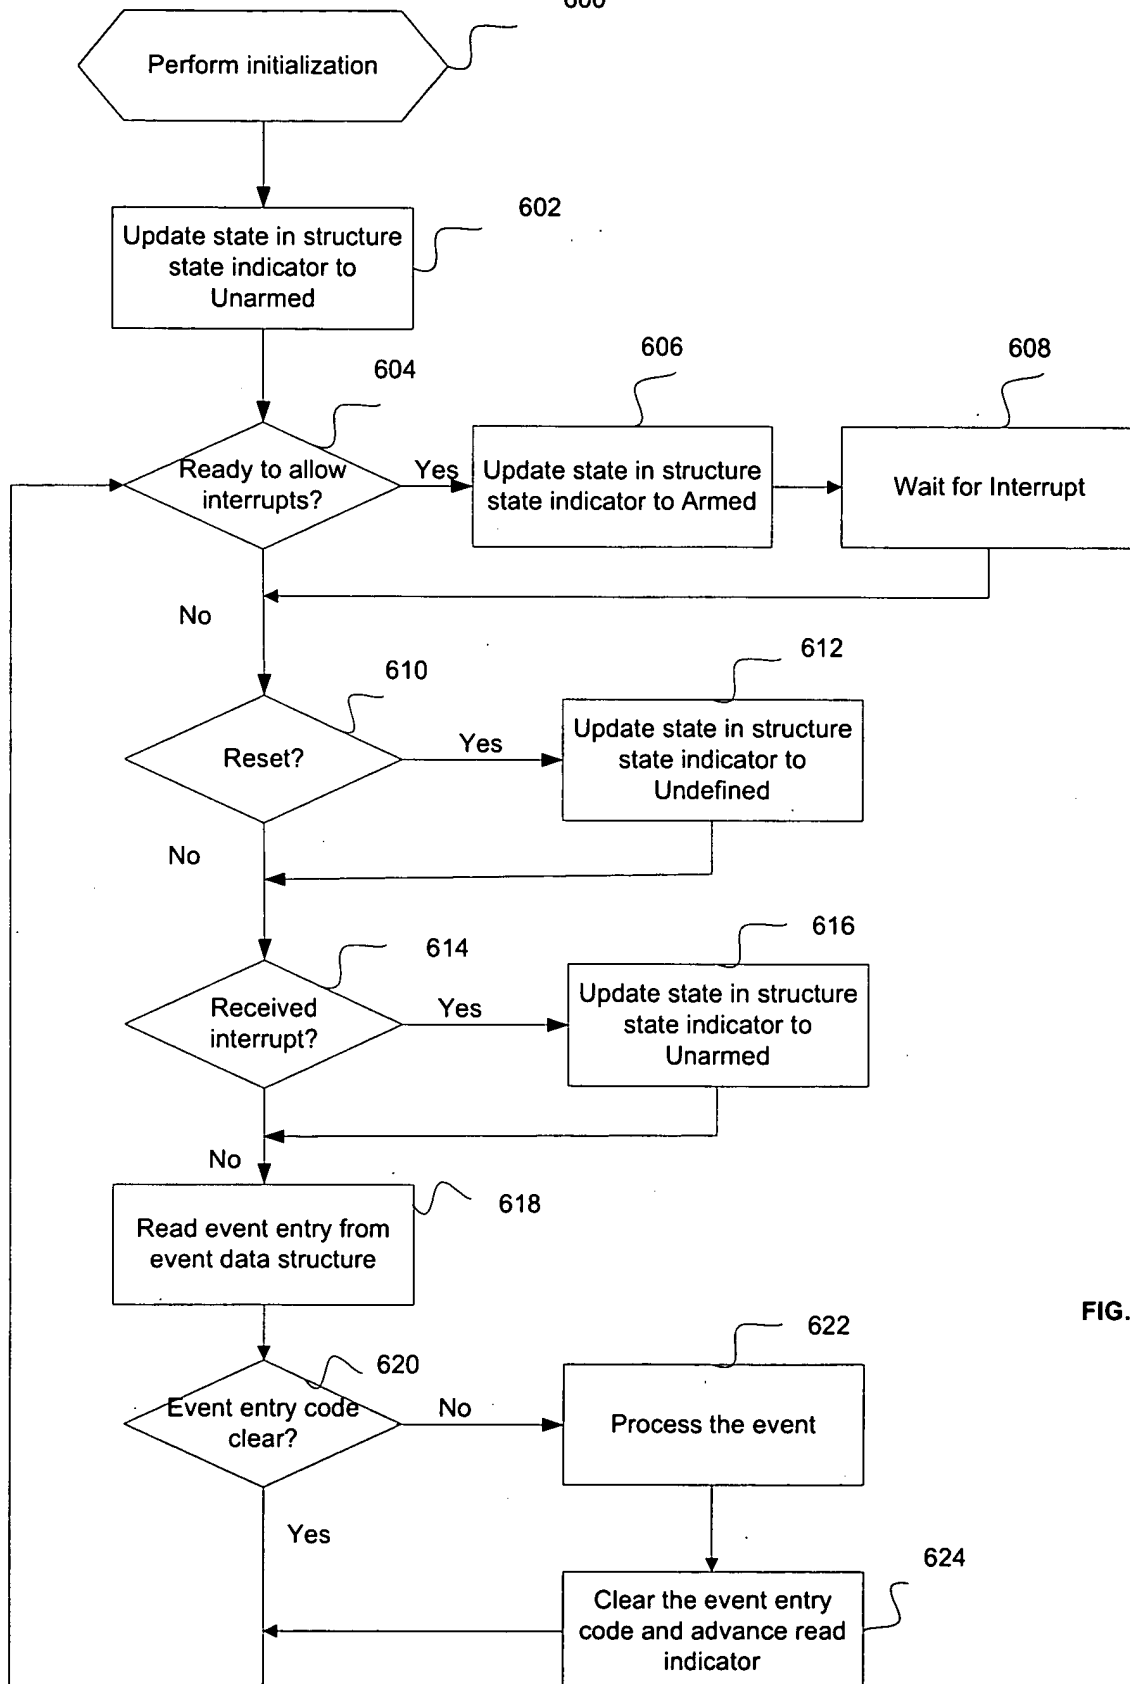 600
Perform initialization
602
Update state in structure
state indicator to
Unarmed
604
606
608
Ready to allow
interrupts?
Yes
Update state in structure
state indicator to Armed
Wait for Interrupt
No
610
612
Reset?
Yes
Update state in structure
state indicator to
Undefined
No
614
616
Received
interrupt?
Yes
Update state in structure
state indicator to
Unarmed
No
618
Read event entry from
event data structure
FIG.
620
622
Event entry code
clear?
No
Process the event
Yes
624
Clear the event entry
code and advance read
indicator